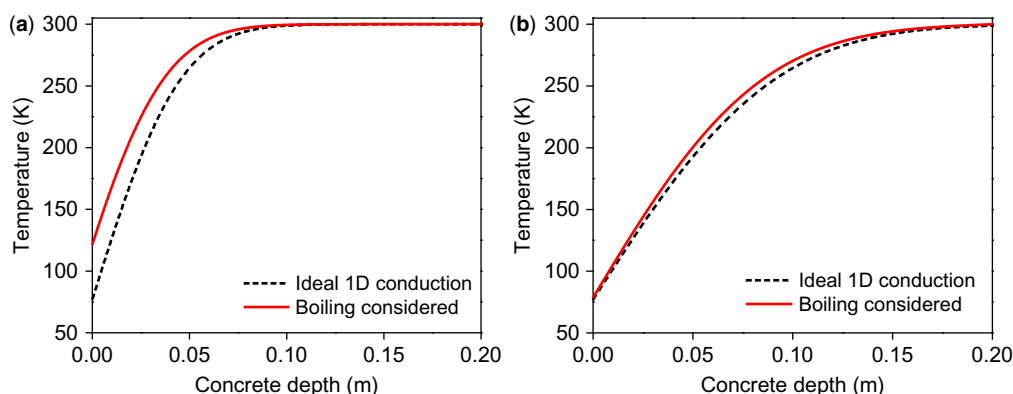 (a)
300
250
200
150
100
50
Temperature (K)
Ideal 1D conduction
Boiling considered
0.00 0.05 0.10 0.15 0.20
Concrete depth (m)
(b)
300
250
200
150
100
50
Temperature (K)
Ideal 1D conduction
Boiling considered
0.00 0.05 0.10 0.15 0.20
Concrete depth (m)